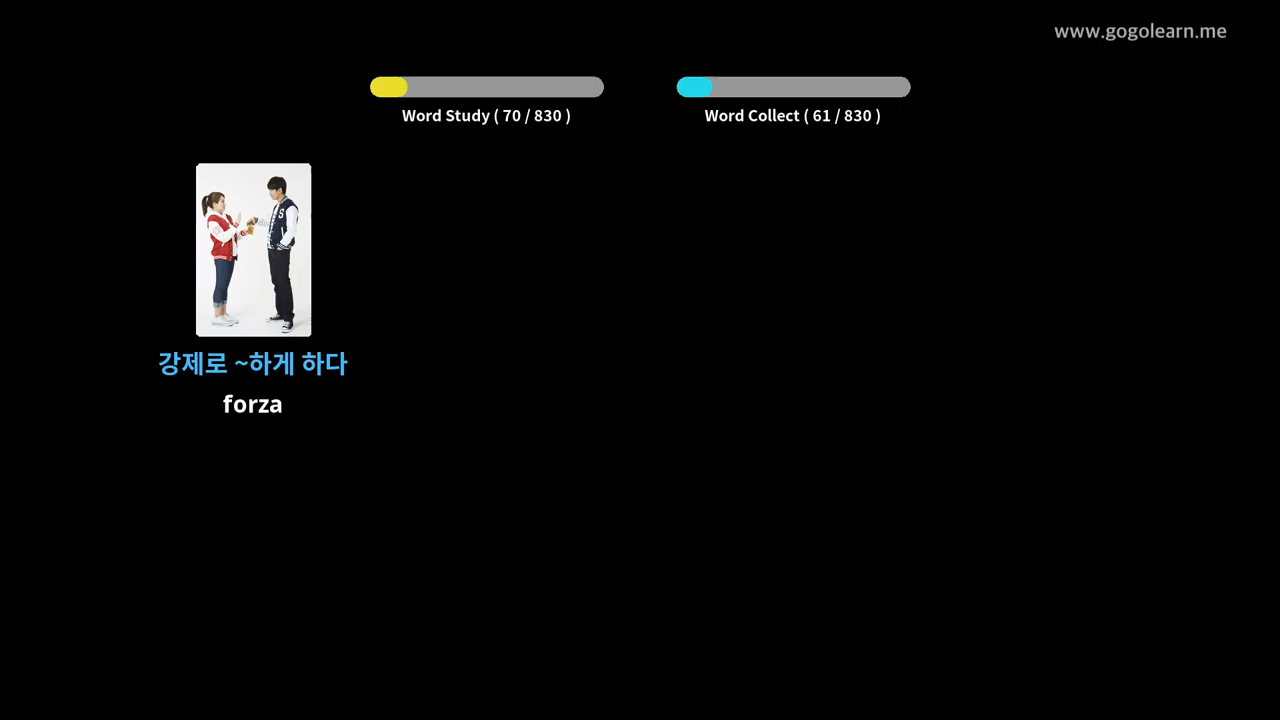 www.gogolearn.me
Word Study ( 70 / 830 )
Word Collect ( 61 / 830 )
S
강제로 ~하게 하다
forza